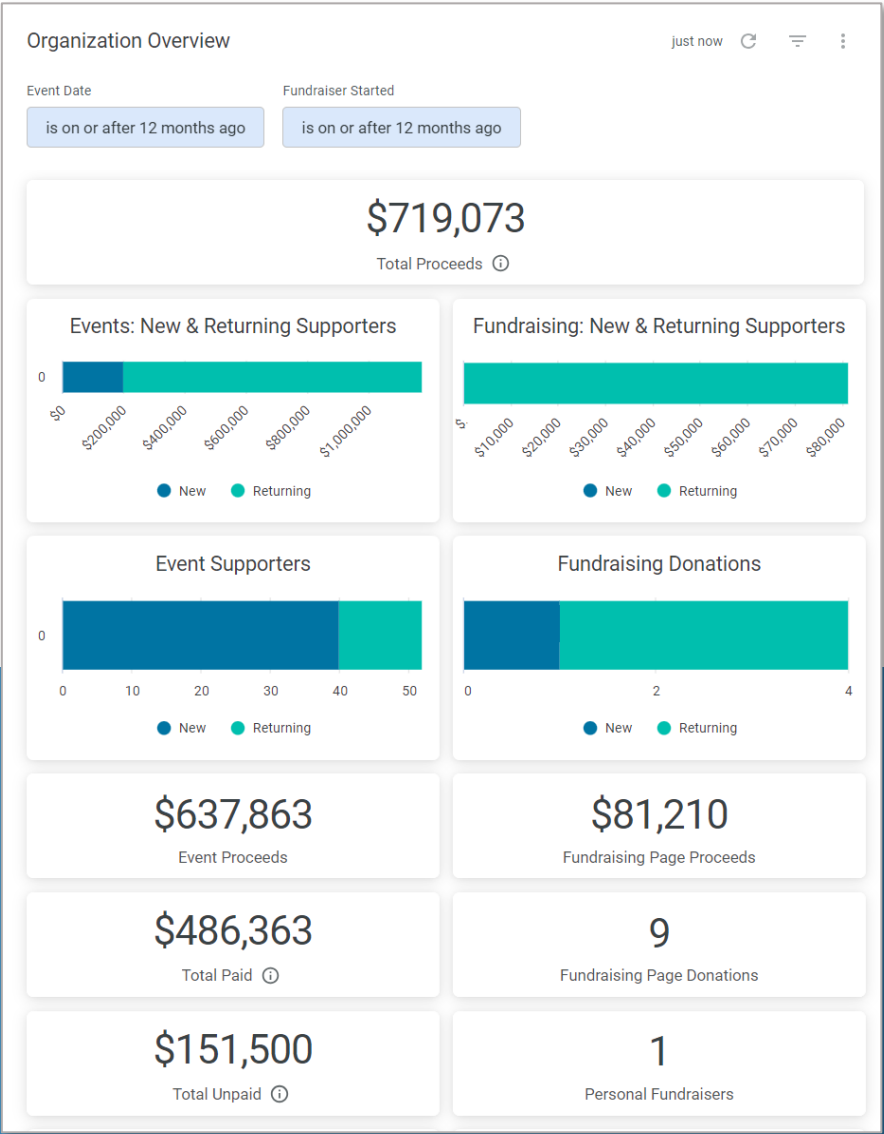 Organization Overview
just now
Event Date
Fundraiser Started
is on or after 12 months ago
is on or after 12 months ago
$719,073
Total Proceeds
Events: New & Returning Supporters
0
$0
$200,000
$400,000
$600,000
$800,000
$1,000,000
New
Returning
Fundraising: New & Returning Supporters
$.
$10,000
$20,000
$30,000
$40,000
$50,000
$60,000
$70,000
$80,000
New
Returning
Event Supporters
0
0
10
20
30
40
50
New
Returning
Fundraising Donations
0
2
4
New
Returning
$637,863
Event Proceeds
$81,210
Fundraising Page Proceeds
$486,363
Total Paid
9
Fundraising Page Donations
$151,500
Total Unpaid
1
Personal Fundraisers